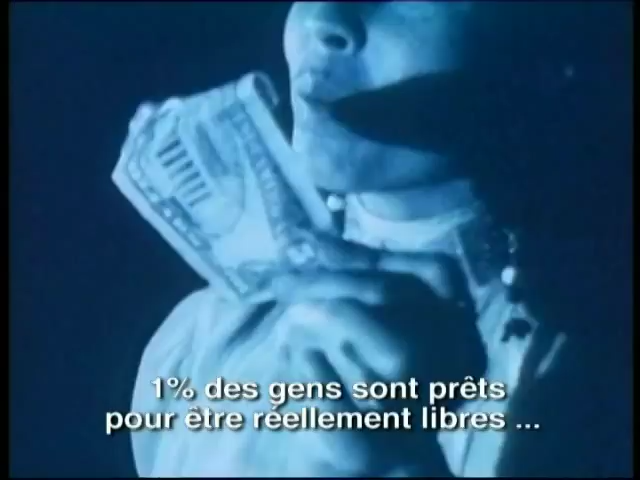 1% des gens sont prêts
pour être réellement libres ...